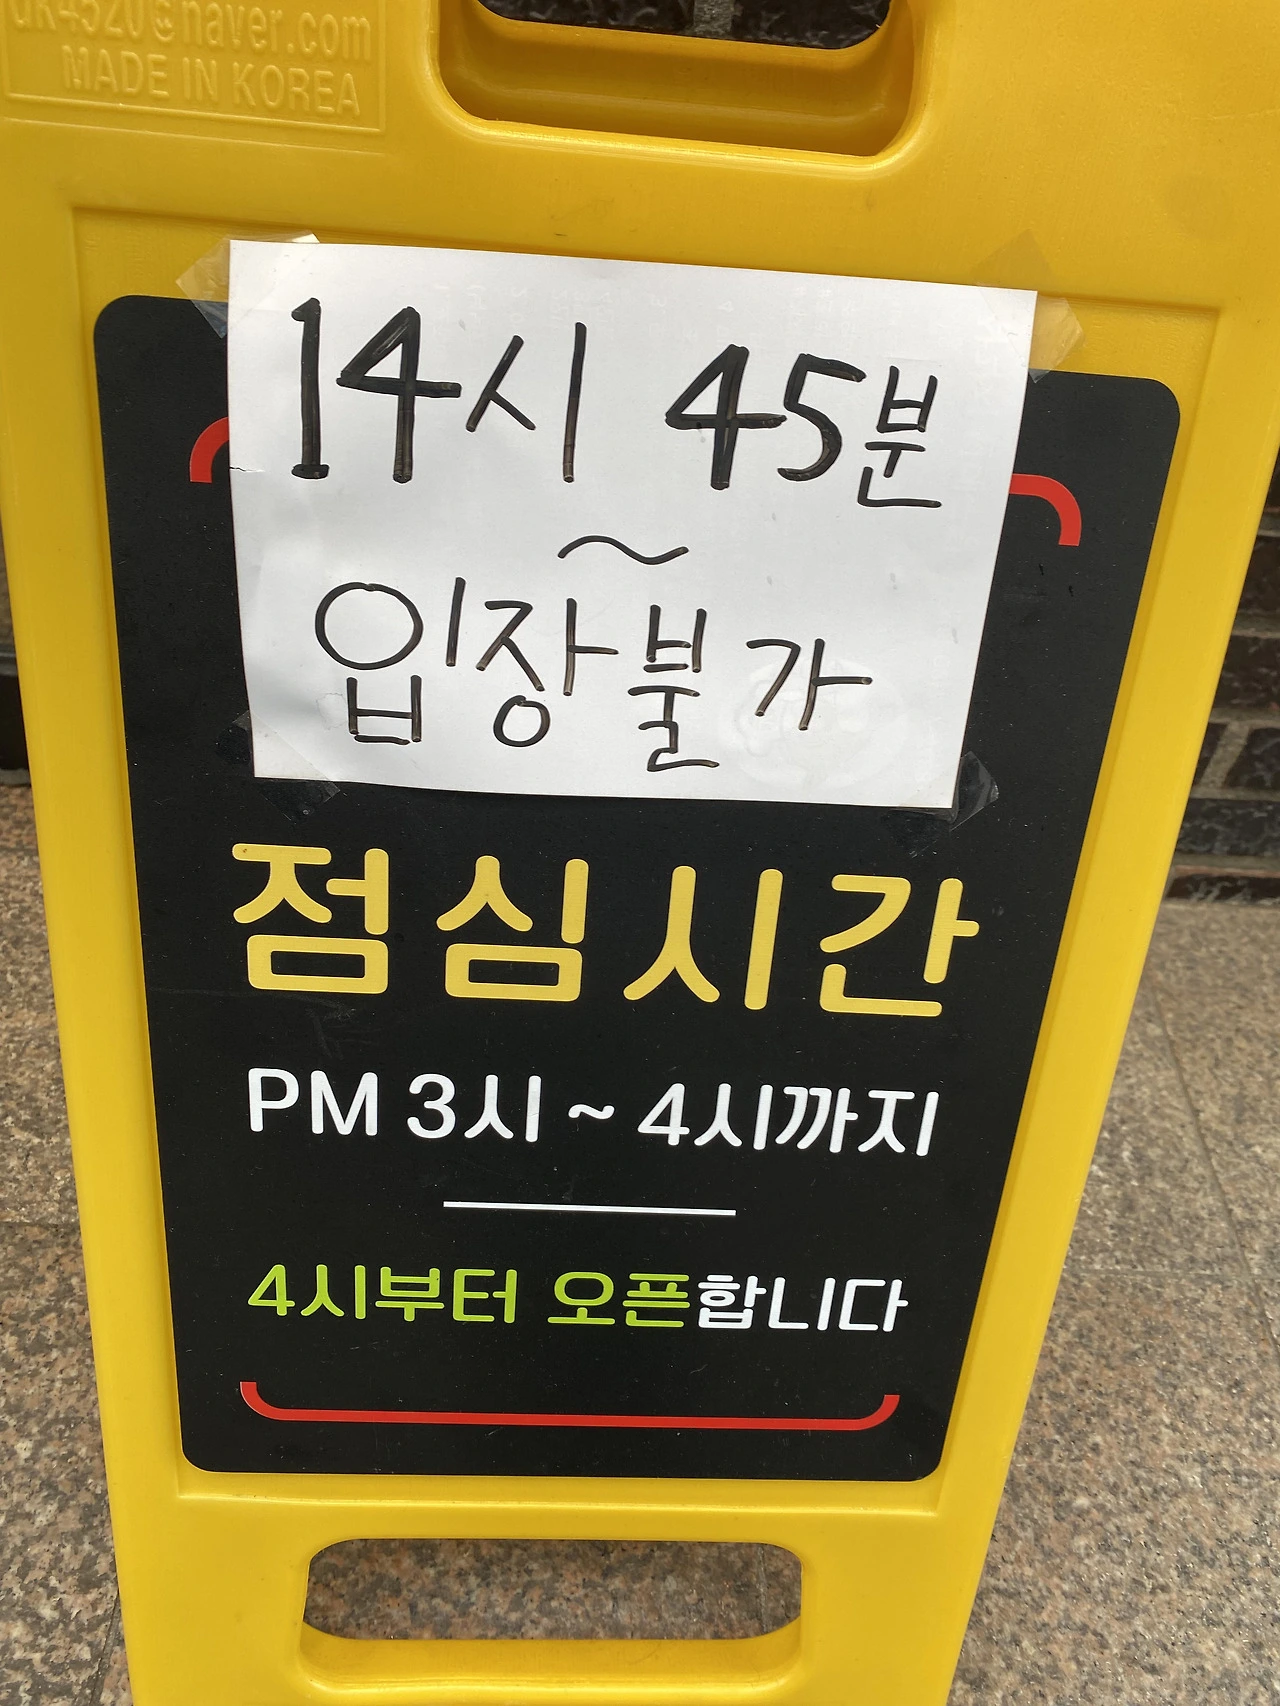 MADE IN KOREA
14시 45분
~
입장불가
점심시간
PM 3시 ~ 4시까지
4시부터 오픈합니다